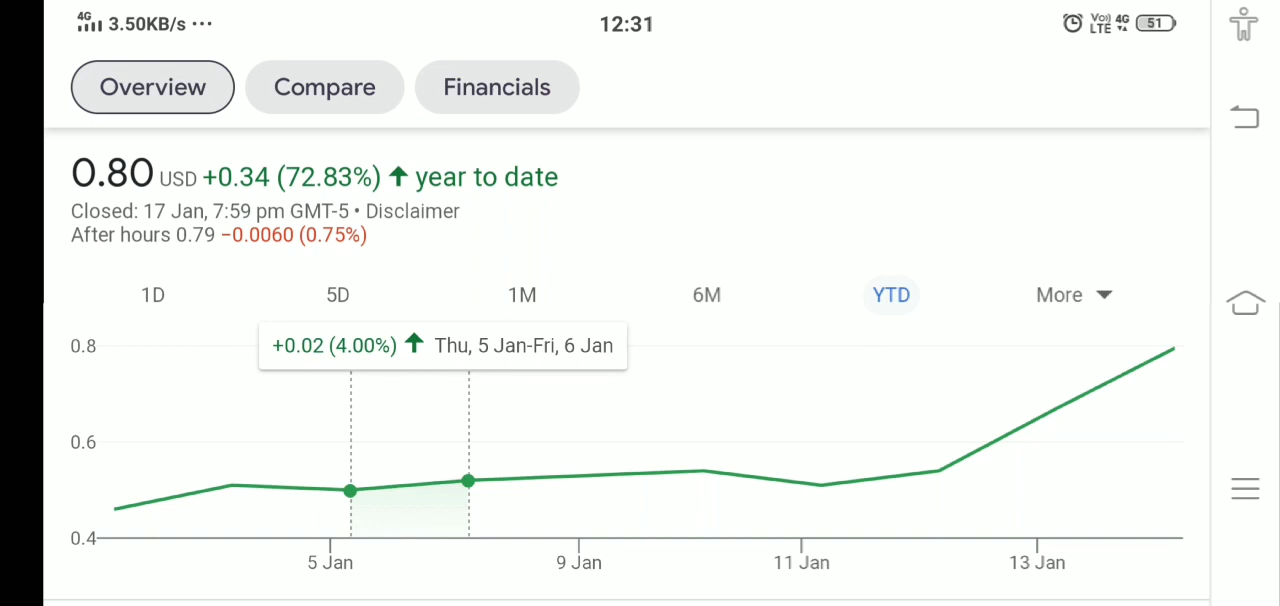 4G 3.50KB/s ··· 12:31 Vo) LTE 4G 51
Overview Compare Financials
0.80 USD +0.34 (72.83%) ↑ year to date
Closed: 17 Jan, 7:59 pm GMT-5 • Disclaimer
After hours 0.79 −0.0060 (0.75%)
1D 5D 1M 6M YTD More
+0.02 (4.00%) ↑ Thu, 5 Jan-Fri, 6 Jan
0.8
0.6
0.4
5 Jan 9 Jan 11 Jan 13 Jan